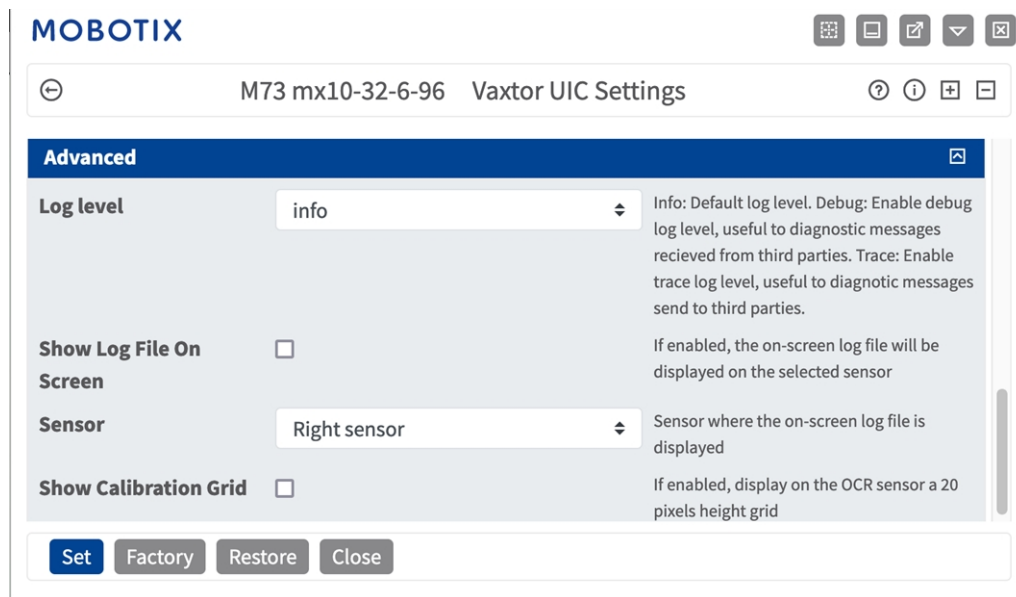 MOBOTIX
M73 mx10-32-6-96 Vaxtor UIC Settings
Advanced
Log level
info
Info: Default log level. Debug: Enable debug
log level, useful to diagnostic messages
recieved from third parties. Trace: Enable
trace log level, useful to diagnotic messages
send to third parties.
Show Log File On
Screen
If enabled, the on-screen log file will be
displayed on the selected sensor
Sensor
Right sensor
Sensor where the on-screen log file is
displayed
Show Calibration Grid
If enabled, display on the OCR sensor a 20
pixels height grid
Set
Factory
Restore
Close